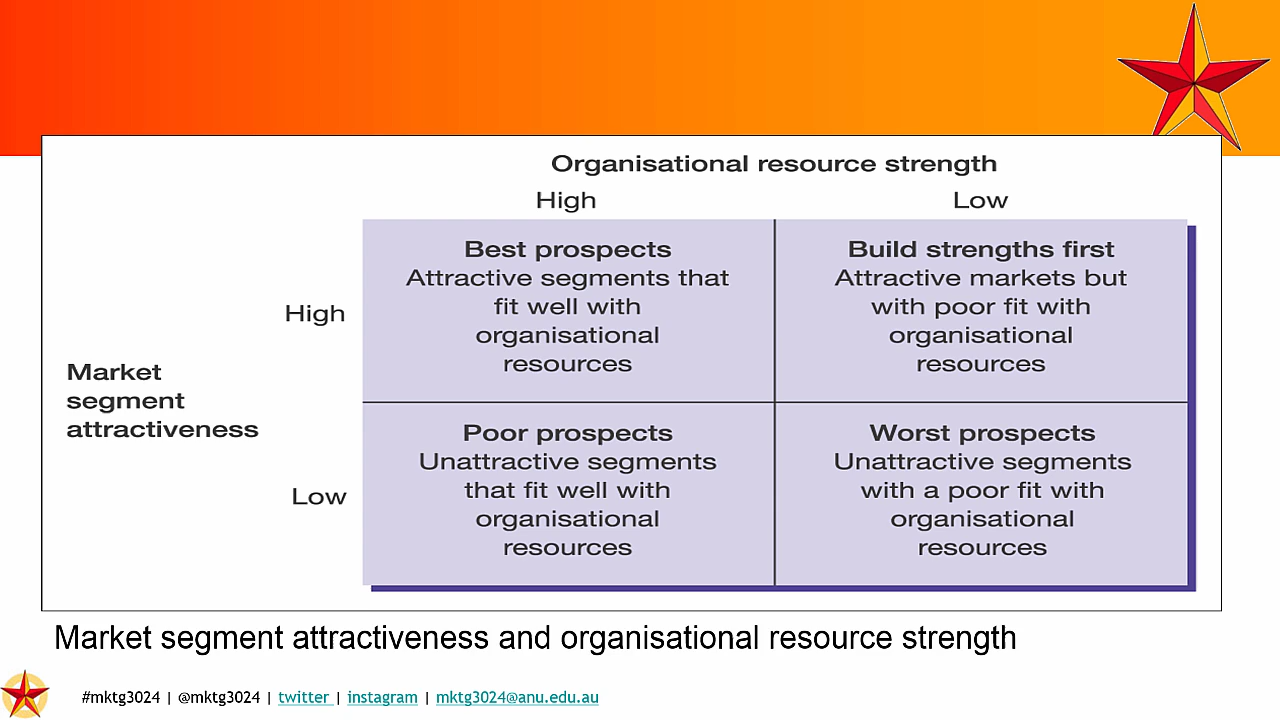 Organisational resource strength
High
Low
Market
segment
attractiveness
High
Best prospects
Attractive segments that
fit well with
organisational
resources
Build strengths first
Attractive markets but
with poor fit with
organisational
resources
Low
Poor prospects
Unattractive segments
that fit well with
organisational
resources
Worst prospects
Unattractive segments
with a poor fit with
organisational
resources
Market segment attractiveness and organisational resource strength
#mktg3024 | @mktg3024 | twitter | instagram | mktg3024@anu.edu.au